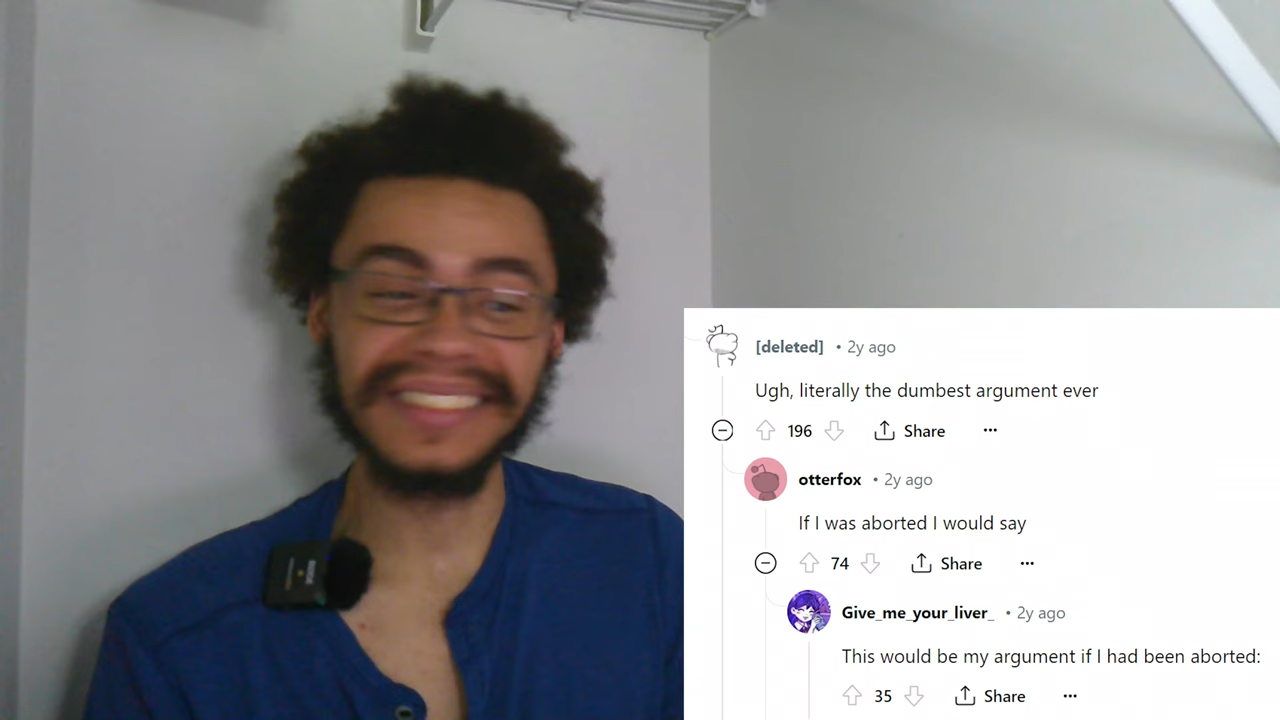 [deleted] • 2y ago
Ugh, literally the dumbest argument ever
196 Share
otterfox • 2y ago
If I was aborted I would say
74 Share
Give_me_your_liver_ • 2y ago
This would be my argument if I had been aborted:
35 Share